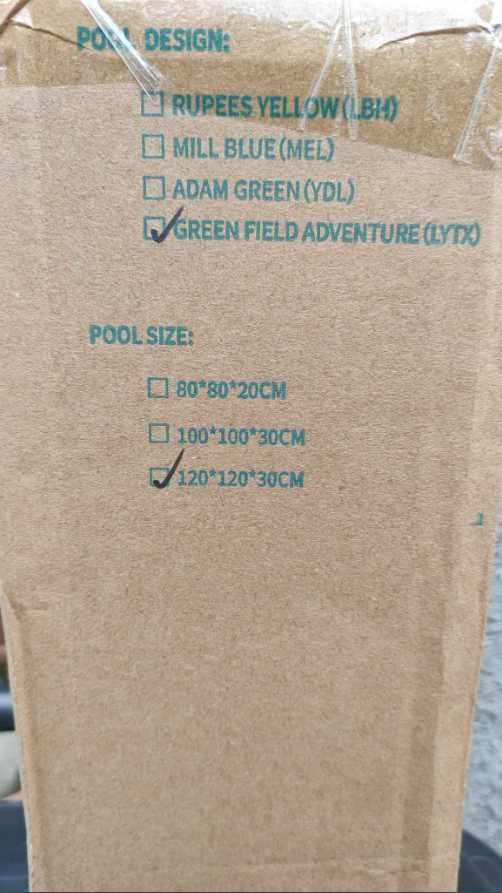 POOL DESIGN:
RUPEES YELLOW (LBH)
MILL BLUE (MEL)
ADAM GREEN (YDL)
GREEN FIELD ADVENTURE (LYTX)
POOL SIZE:
80*80*20CM
100*100*30CM
120*120*30CM